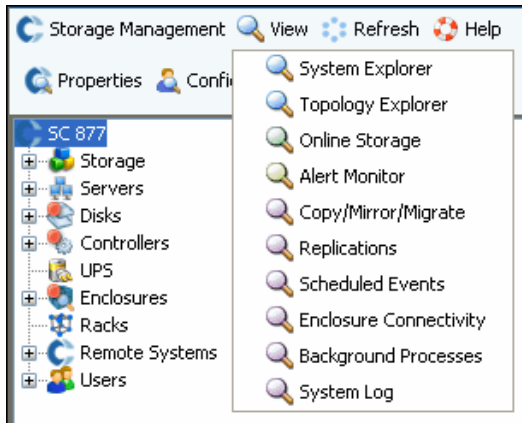 Storage Management View Refresh Help
Properties Confi
System Explorer
Topology Explorer
Online Storage
Alert Monitor
Copy/Mirror/Migrate
Replications
Scheduled Events
Enclosure Connectivity
Background Processes
System Log
SC 877
Storage
Servers
Disks
Controllers
UPS
Enclosures
Racks
Remote Systems
Users